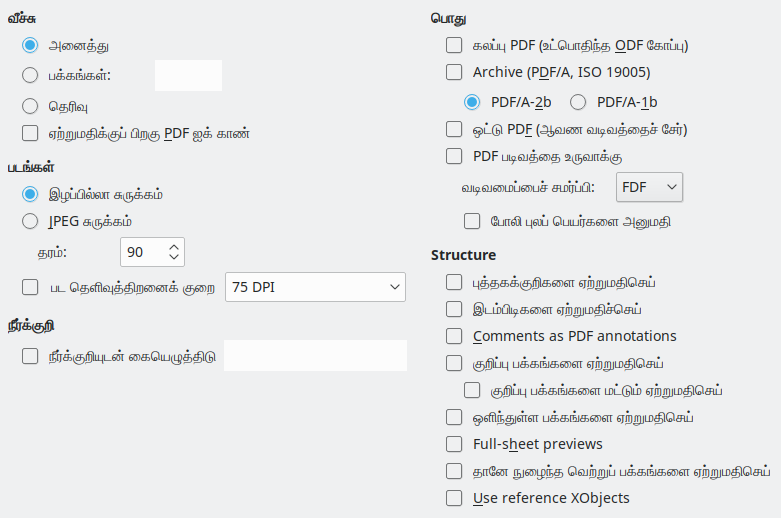 வீச்சு
அனைத்து
பக்கங்கள்:
தெரிவு
ஏற்றுமதிக்குப் பிறகு PDF ஐக் காண்
படங்கள்
இழப்பில்லா சுருக்கம்
JPEG சுருக்கம்
தரம்: 90
பட தெளிவுத்திறனைக் குறை 75 DPI
நீர்க்குறி
நீர்க்குறியுடன் கையெழுத்திடு
பொது
கலப்பு PDF (உட்பொதிந்த ODF கோப்பு)
Archive (PDF/A, ISO 19005)
PDF/A-2b PDF/A-1b
ஒட்டு PDF (ஆவண வடிவத்தைச் சேர்)
PDF படிவத்தை உருவாக்கு
வடிவமைப்பைச் சமர்ப்பி: FDF
போலி புலப் பெயர்களை அனுமதி
Structure
புத்தகக்குறிகளை ஏற்றுமதிசெய்
இடம்பிடிகளை ஏற்றுமதிச்செய்
Comments as PDF annotations
குறிப்பு பக்கங்களை ஏற்றுமதிசெய்
குறிப்பு பக்கங்களை மட்டும் ஏற்றுமதிசெய்
ஒளிந்துள்ள பக்கங்களை ஏற்றுமதிசெய்
Full-sheet previews
தானே நுழைந்த வெற்றுப் பக்கங்களை ஏற்றுமதிசெய்
Use reference XObjects